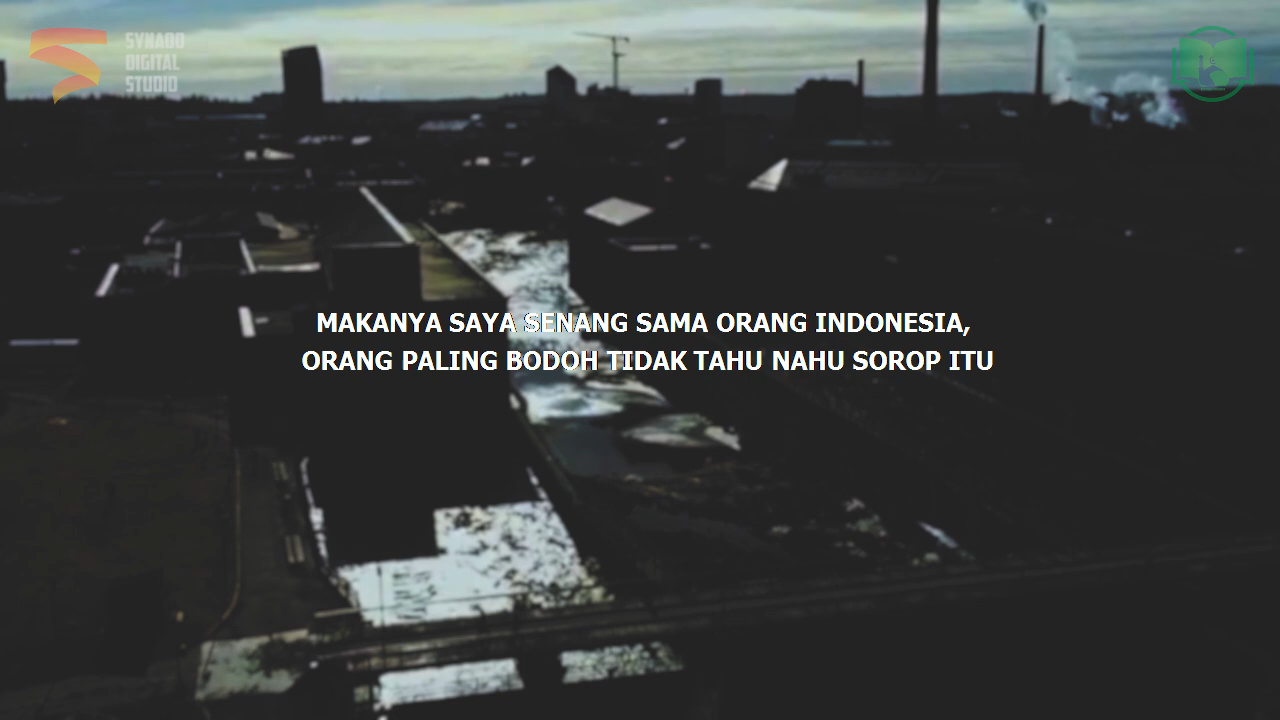 SYNADO
DIGITAL
STUDIO
MAKANYA SAYA SENANG SAMA ORANG INDONESIA,
ORANG PALING BODOH TIDAK TAHU NAHU SOROP ITU